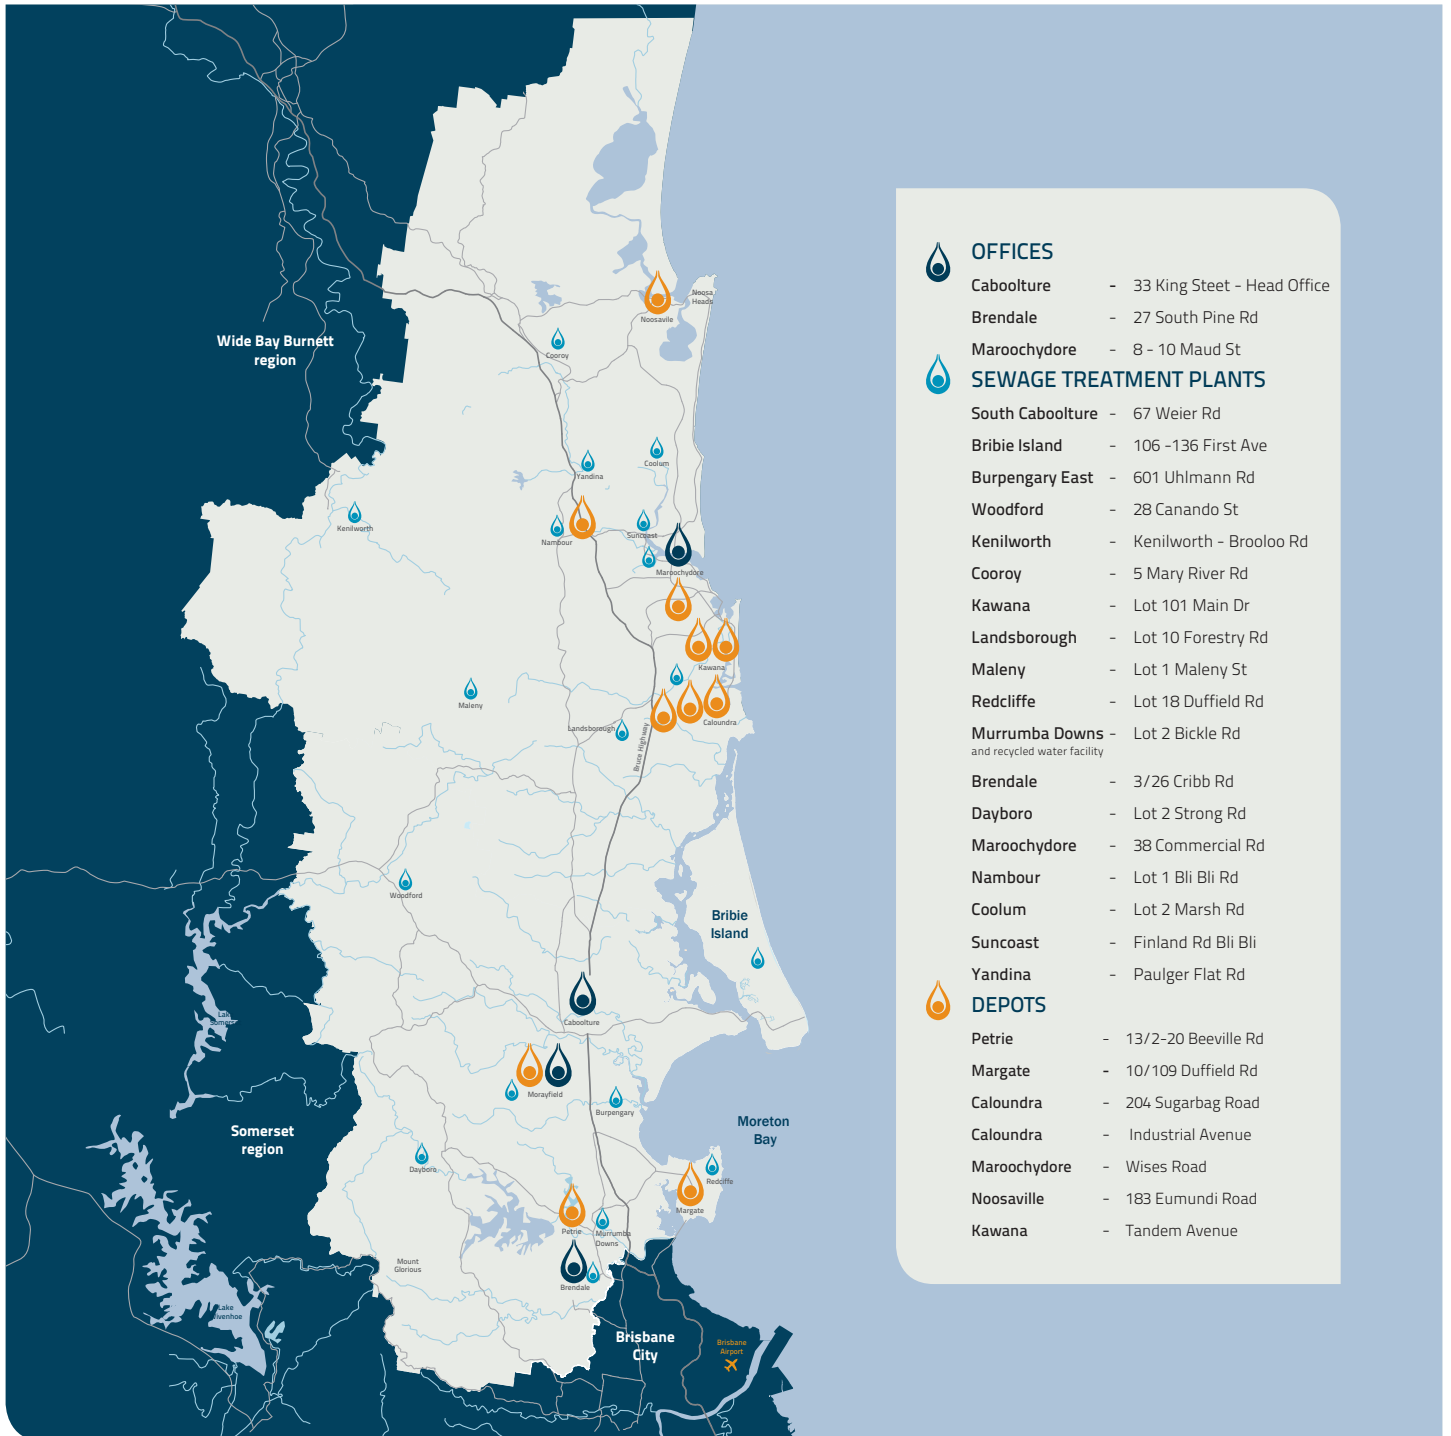 Wide Bay Burnett
region
Noosa
Heads
Noosavile
Cooroy
Coolum
Yandina
Kenilworth
Nambour
Suncoast
Maroochydore
Kawana
Maleny
Landsborough
Caloundra
Bruce Highway
Woodford
Bribie
Island
Caboolture
Morayfield
Burpengary
Somerset
region
Moreton
Bay
Dayboro
Redcliffe
Margate
Petrie
Murrumba
Downs
Mount
Glorious
Brendale
Lake
Brisbane
City
Brisbane
Airport
OFFICES
Caboolture - 33 King Steet - Head Office
Brendale - 27 South Pine Rd
Maroochydore - 8 - 10 Maud St
SEWAGE TREATMENT PLANTS
South Caboolture - 67 Weier Rd
Bribie Island - 106 -136 First Ave
Burpengary East - 601 Uhlmann Rd
Woodford - 28 Canando St
Kenilworth - Kenilworth - Brooloo Rd
Cooroy - 5 Mary River Rd
Kawana - Lot 101 Main Dr
Landsborough - Lot 10 Forestry Rd
Maleny - Lot 1 Maleny St
Redcliffe - Lot 18 Duffield Rd
Murrumba Downs - Lot 2 Bickle Rd
and recycled water facility
Brendale - 3/26 Cribb Rd
Dayboro - Lot 2 Strong Rd
Maroochydore - 38 Commercial Rd
Nambour - Lot 1 Bli Bli Rd
Coolum - Lot 2 Marsh Rd
Suncoast - Finland Rd Bli Bli
Yandina - Paulger Flat Rd
DEPOTS
Petrie - 13/2-20 Beeville Rd
Margate - 10/109 Duffield Rd
Caloundra - 204 Sugarbag Road
Caloundra - Industrial Avenue
Maroochydore - Wises Road
Noosaville - 183 Eumundi Road
Kawana - Tandem Avenue